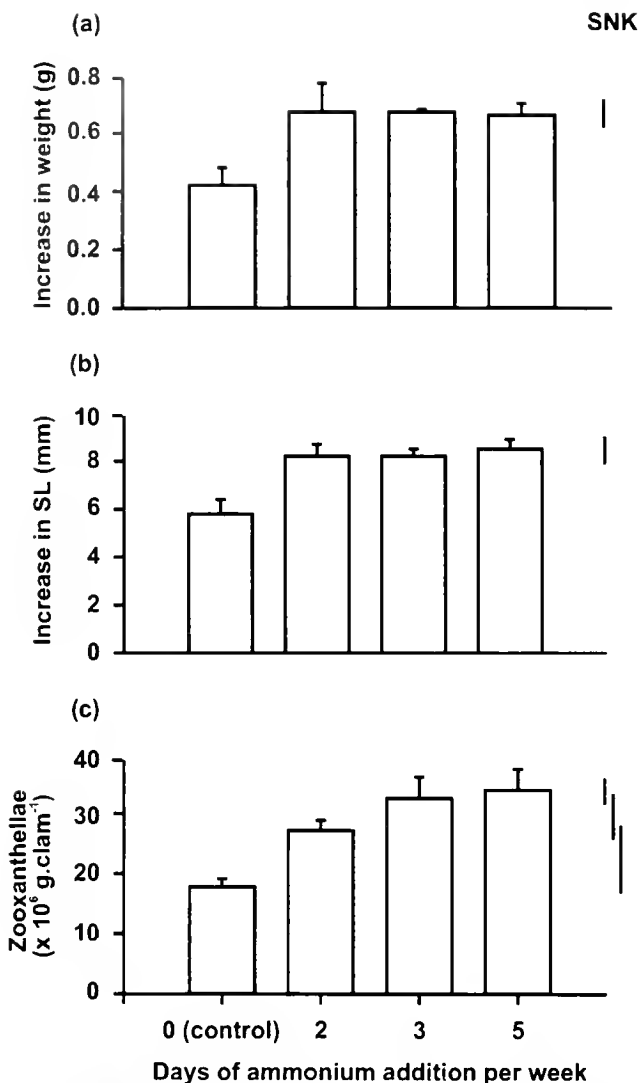 (a)
SNK
Increase in weight (g)
0.8
0.6
0.4
0.2
0.0
(b)
Increase in SL (mm)
10
8
6
4
2
0
(c)
Zooxanthellae
(x 10⁶ g.clam⁻¹)
40
30
20
10
0
0 (control) 2 3 5
Days of ammonium addition per week